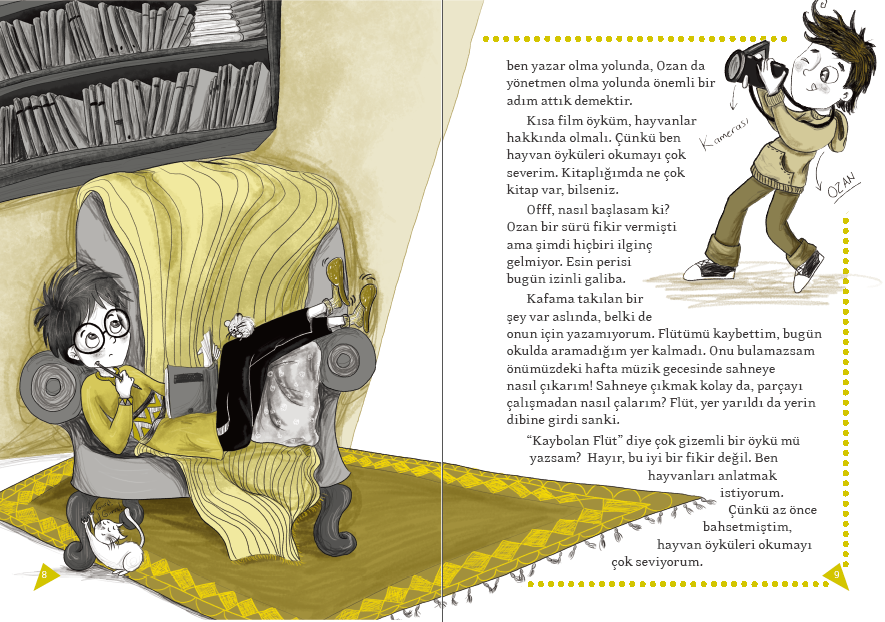 ben yazar olma yolunda, Ozan da
yönetmen olma yolunda önemli bir
adım attık demektir.
Kısa film öyküm, hayvanlar
hakkında olmalı. Çünkü ben
hayvan öyküleri okumayı çok
severim. Kitaplığımda ne çok
kitap var, bilseniz.
Offf, nasıl başlasam ki?
Ozan bir sürü fikir vermişti
ama şimdi hiçbiri ilginç
gelmiyor. Esin perisi
bugün izinli galiba.
Kafama takılan bir
şey var aslında, belki de
onun için yazamıyorum. Flütümü kaybettim, bugün
okulda aramadığım yer kalmadı. Onu bulamazsam
önümüzdeki hafta müzik gecesinde sahneye
nasıl çıkarım! Sahneye çıkmak kolay da, parçayı
çalışmadan nasıl çalarım? Flüt, yer yarıldı da yerin
dibine girdi sanki.
“Kaybolan Flüt” diye çok gizemli bir öykü mü
yazsam? Hayır, bu iyi bir fikir değil. Ben
hayvanları anlatmak
istiyorum.
Çünkü az önce
bahsetmiştim,
hayvan öyküleri okumayı
çok seviyorum.
Kamerası
OZAN
8
9